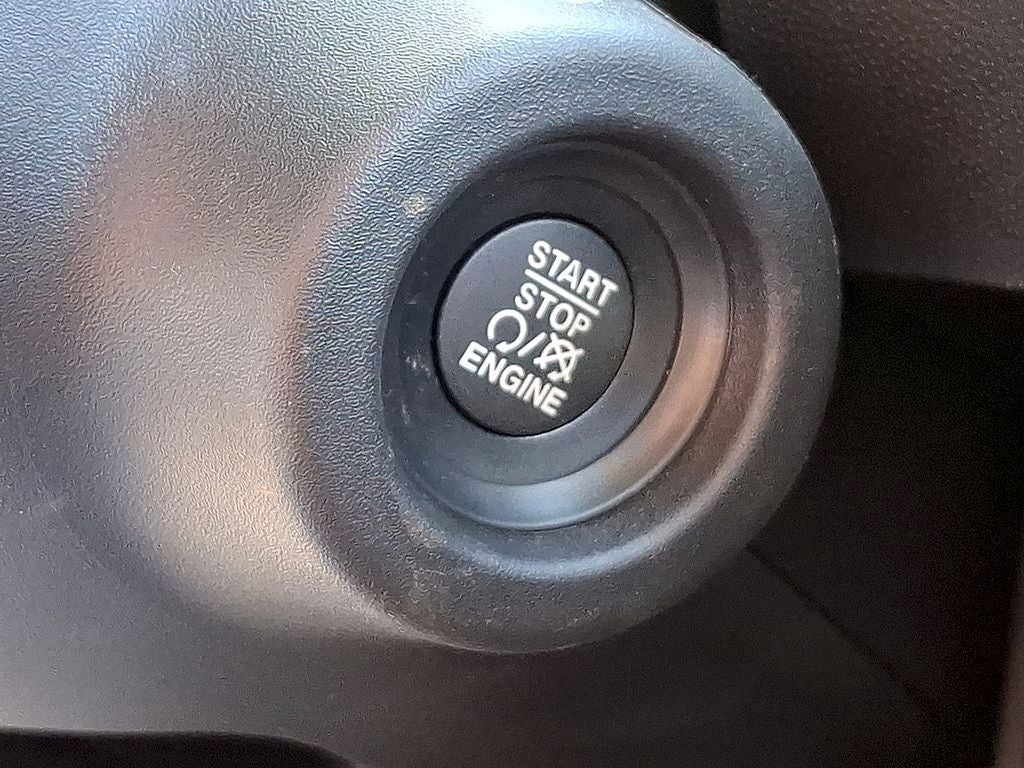 START
STOP
/
ENGINE